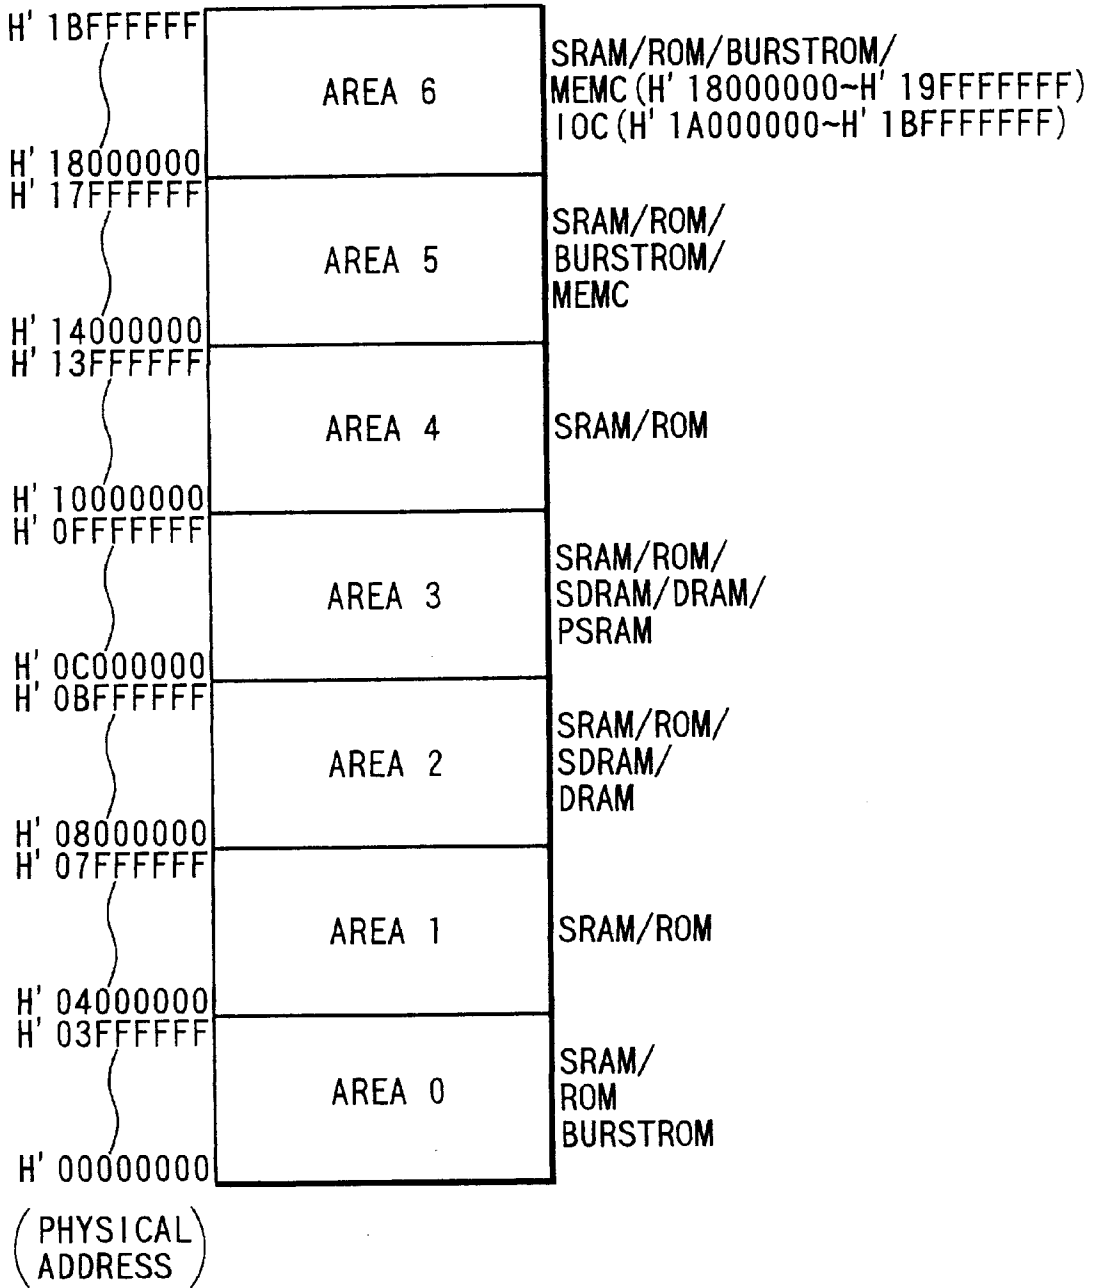 H' 1BFFFFFF
SRAM/ROM/BURSTROM/
AREA 6
MEMC(H' 18000000~H' 19FFFFFFF)
IOC(H' 1A000000~H' 1BFFFFFFF)
H' 18000000
H' 17FFFFFF
SRAM/ROM/
AREA 5
BURSTROM/
MEMC
H' 14000000
H' 13FFFFFF
AREA 4
SRAM/ROM
H' 10000000
H' 0FFFFFFF
SRAM/ROM/
AREA 3
SDRAM/DRAM/
PSRAM
H' 0C000000
H' 0BFFFFFF
SRAM/ROM/
AREA 2
SDRAM/
DRAM
H' 08000000
H' 07FFFFFF
AREA 1
SRAM/ROM
H' 04000000
H' 03FFFFFF
SRAM/
AREA 0
ROM
BURSTROM
H' 00000000
(PHYSICAL
ADDRESS)